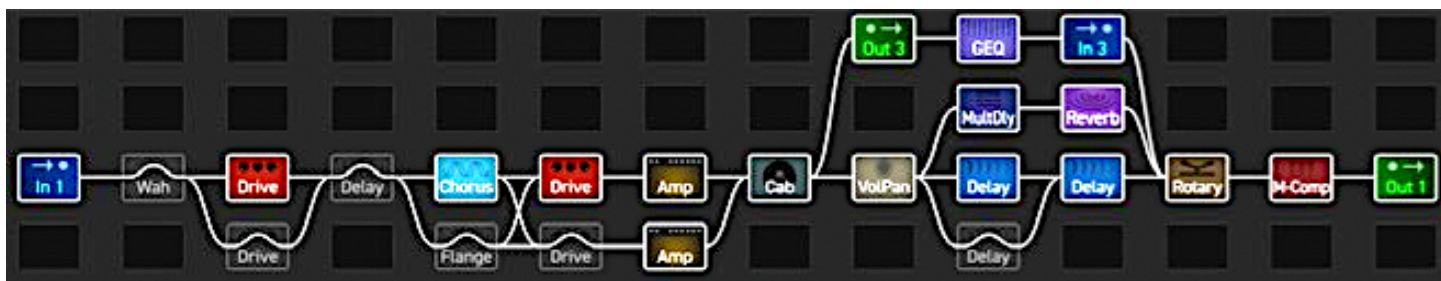 Out 3 GEQ In 3
MultDly Reverb
In 1 Wah Drive Delay Chorus Drive Amp Cab VolPan Delay Delay Rotary M-Comp Out 1
Drive Flange Drive Amp Delay